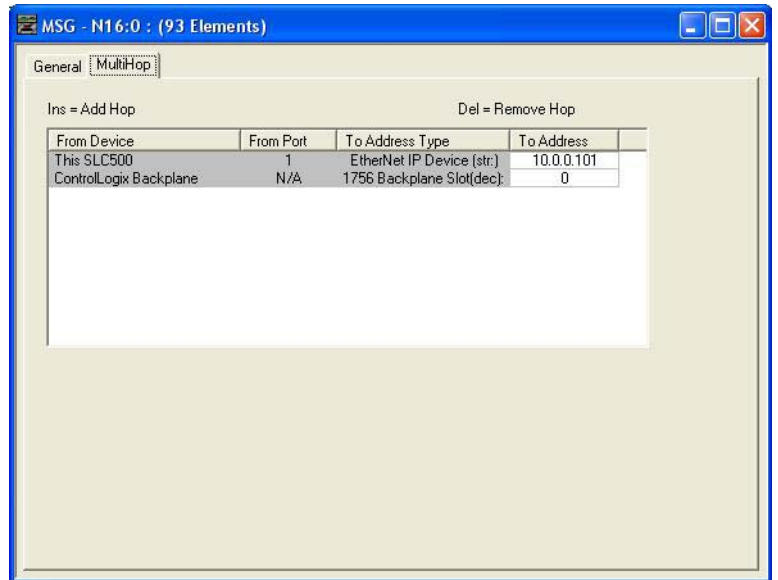 MSG - N16:0 : (93 Elements)
General MultiHop
Ins = Add Hop Del = Remove Hop
From Device From Port To Address Type To Address
This SLC500 1 EtherNet IP Device (str:) 10.0.0.101
ControlLogix Backplane N/A 1756 Backplane Slot(dec): 0